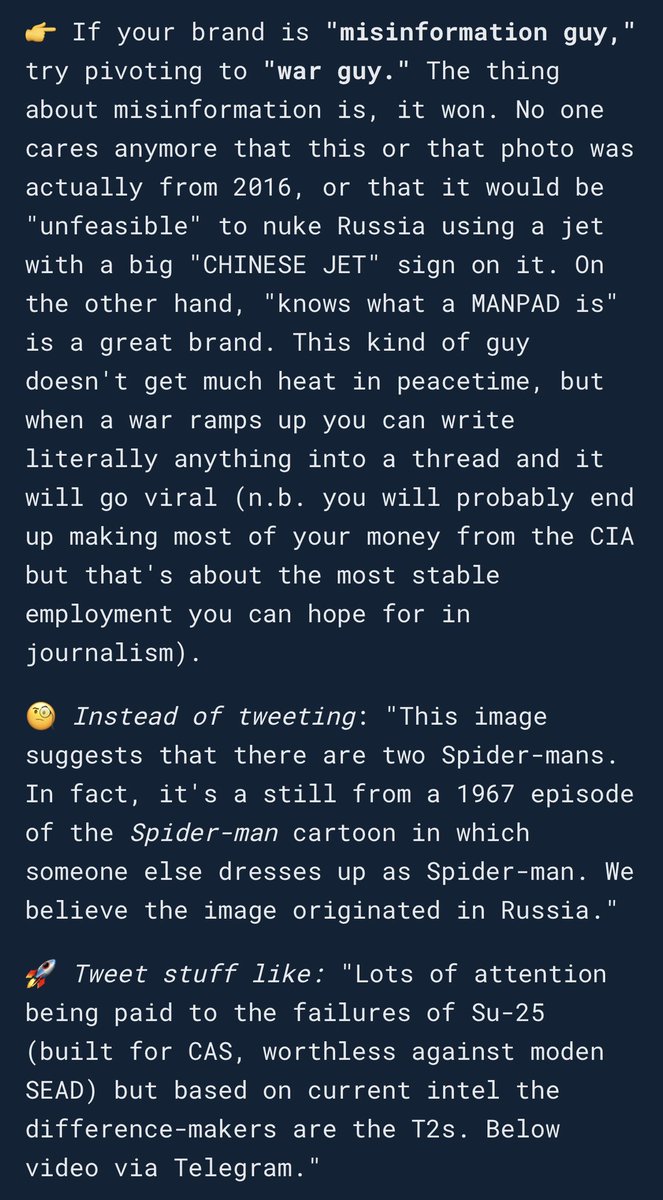 👉 If your brand is "misinformation guy,"
try pivoting to "war guy." The thing
about misinformation is, it won. No one
cares anymore that this or that photo was
actually from 2016, or that it would be
"unfeasible" to nuke Russia using a jet
with a big "CHINESE JET" sign on it. On
the other hand, "knows what a MANPAD is"
is a great brand. This kind of guy
doesn't get much heat in peacetime, but
when a war ramps up you can write
literally anything into a thread and it
will go viral (n.b. you will probably end
up making most of your money from the CIA
but that's about the most stable
employment you can hope for in
journalism).
🧐 Instead of tweeting: "This image
suggests that there are two Spider-mans.
In fact, it's a still from a 1967 episode
of the Spider-man cartoon in which
someone else dresses up as Spider-man. We
believe the image originated in Russia."
🚀 Tweet stuff like: "Lots of attention
being paid to the failures of Su-25
(built for CAS, worthless against moden
SEAD) but based on current intel the
difference-makers are the T2s. Below
video via Telegram."